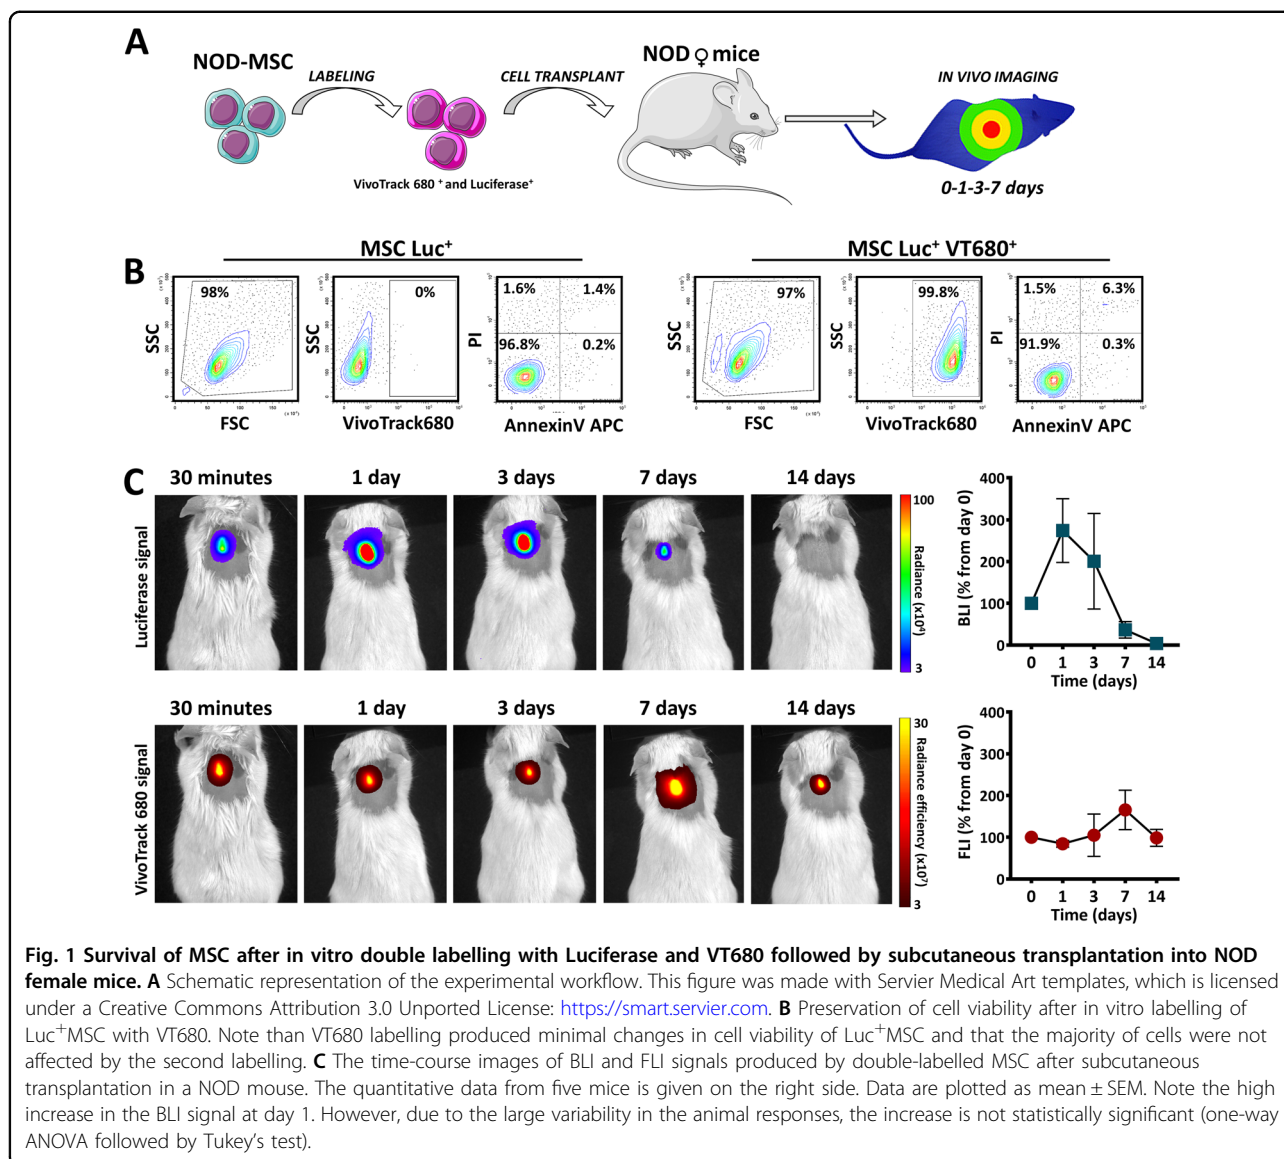 A
NOD-MSC
LABELING
VivoTrack 680 + and Luciferase+
CELL TRANSPLANT
NOD ♀ mice
IN VIVO IMAGING
0-1-3-7 days
B
MSC Luc+
MSC Luc+ VT680+
98%
SSC
FSC
0%
SSC
VivoTrack680
1.6%
1.4%
96.8%
0.2%
PI
AnnexinV APC
97%
SSC
FSC
99.8%
SSC
VivoTrack680
1.5%
6.3%
91.9%
0.3%
PI
AnnexinV APC
C
30 minutes
1 day
3 days
7 days
14 days
Luciferase signal
100
Radiance (x10⁴)
3
BLI (% from day 0)
400
300
200
100
0
0 1 3 7 14
Time (days)
30 minutes
1 day
3 days
7 days
14 days
VivoTrack 680 signal
30
Radiance efficiency (x10⁷)
3
FLI (% from day 0)
400
300
200
100
0
0 1 3 7 14
Time (days)
Fig. 1 Survival of MSC after in vitro double labelling with Luciferase and VT680 followed by subcutaneous transplantation into NOD
female mice. A Schematic representation of the experimental workflow. This figure was made with Servier Medical Art templates, which is licensed
under a Creative Commons Attribution 3.0 Unported License: https://smart.servier.com. B Preservation of cell viability after in vitro labelling of
Luc+MSC with VT680. Note than VT680 labelling produced minimal changes in cell viability of Luc+MSC and that the majority of cells were not
affected by the second labelling. C The time-course images of BLI and FLI signals produced by double-labelled MSC after subcutaneous
transplantation in a NOD mouse. The quantitative data from five mice is given on the right side. Data are plotted as mean ± SEM. Note the high
increase in the BLI signal at day 1. However, due to the large variability in the animal responses, the increase is not statistically significant (one-way
ANOVA followed by Tukey's test).